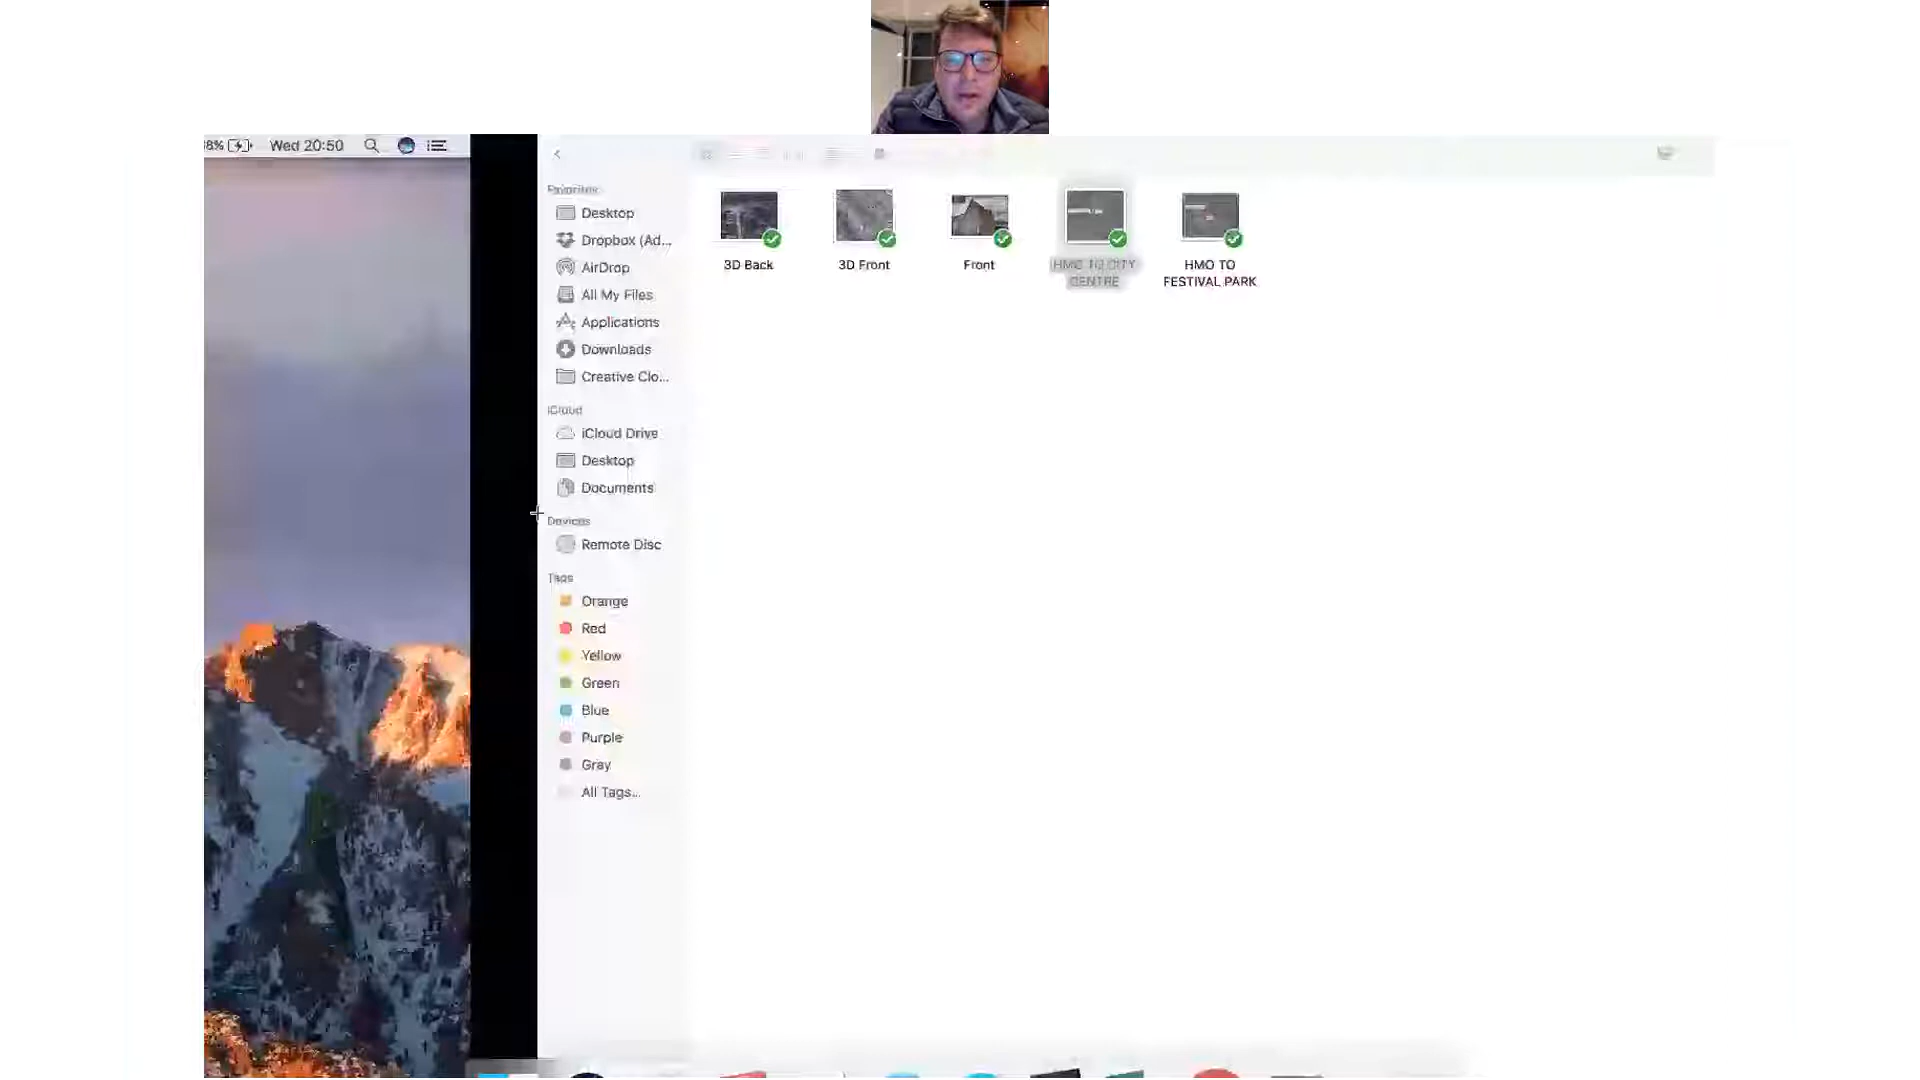 38% Wed 20:50
Favorites
Desktop
Dropbox (Ad...
AirDrop
All My Files
Applications
Downloads
Creative Clo...
iCloud
iCloud Drive
Desktop
Documents
Devices
Remote Disc
Tags
Orange
Red
Yellow
Green
Blue
Purple
Gray
All Tags...
3D Back
3D Front
Front
HMO TO CITY
CENTRE
HMO TO
FESTIVAL PARK